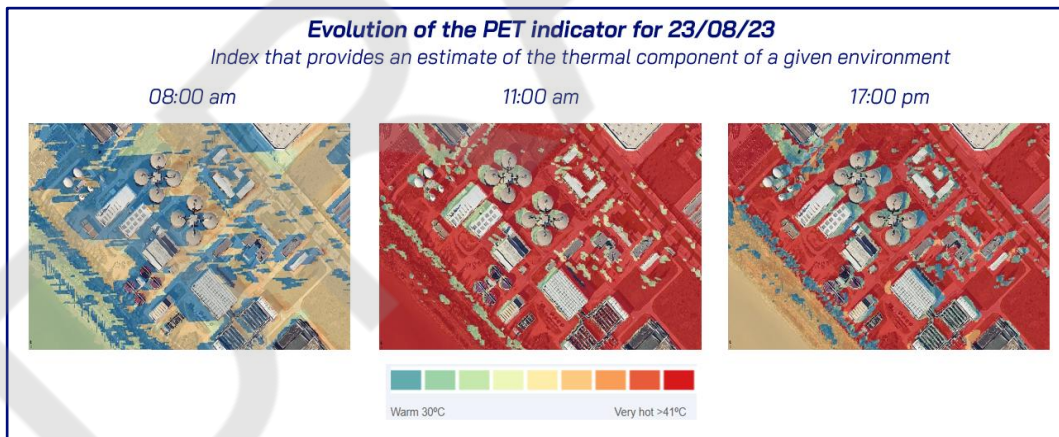 Evolution of the PET indicator for 23/08/23
Index that provides an estimate of the thermal component of a given environment
08:00 am
11:00 am
17:00 pm
Warm 30ºC
Very hot >41ºC